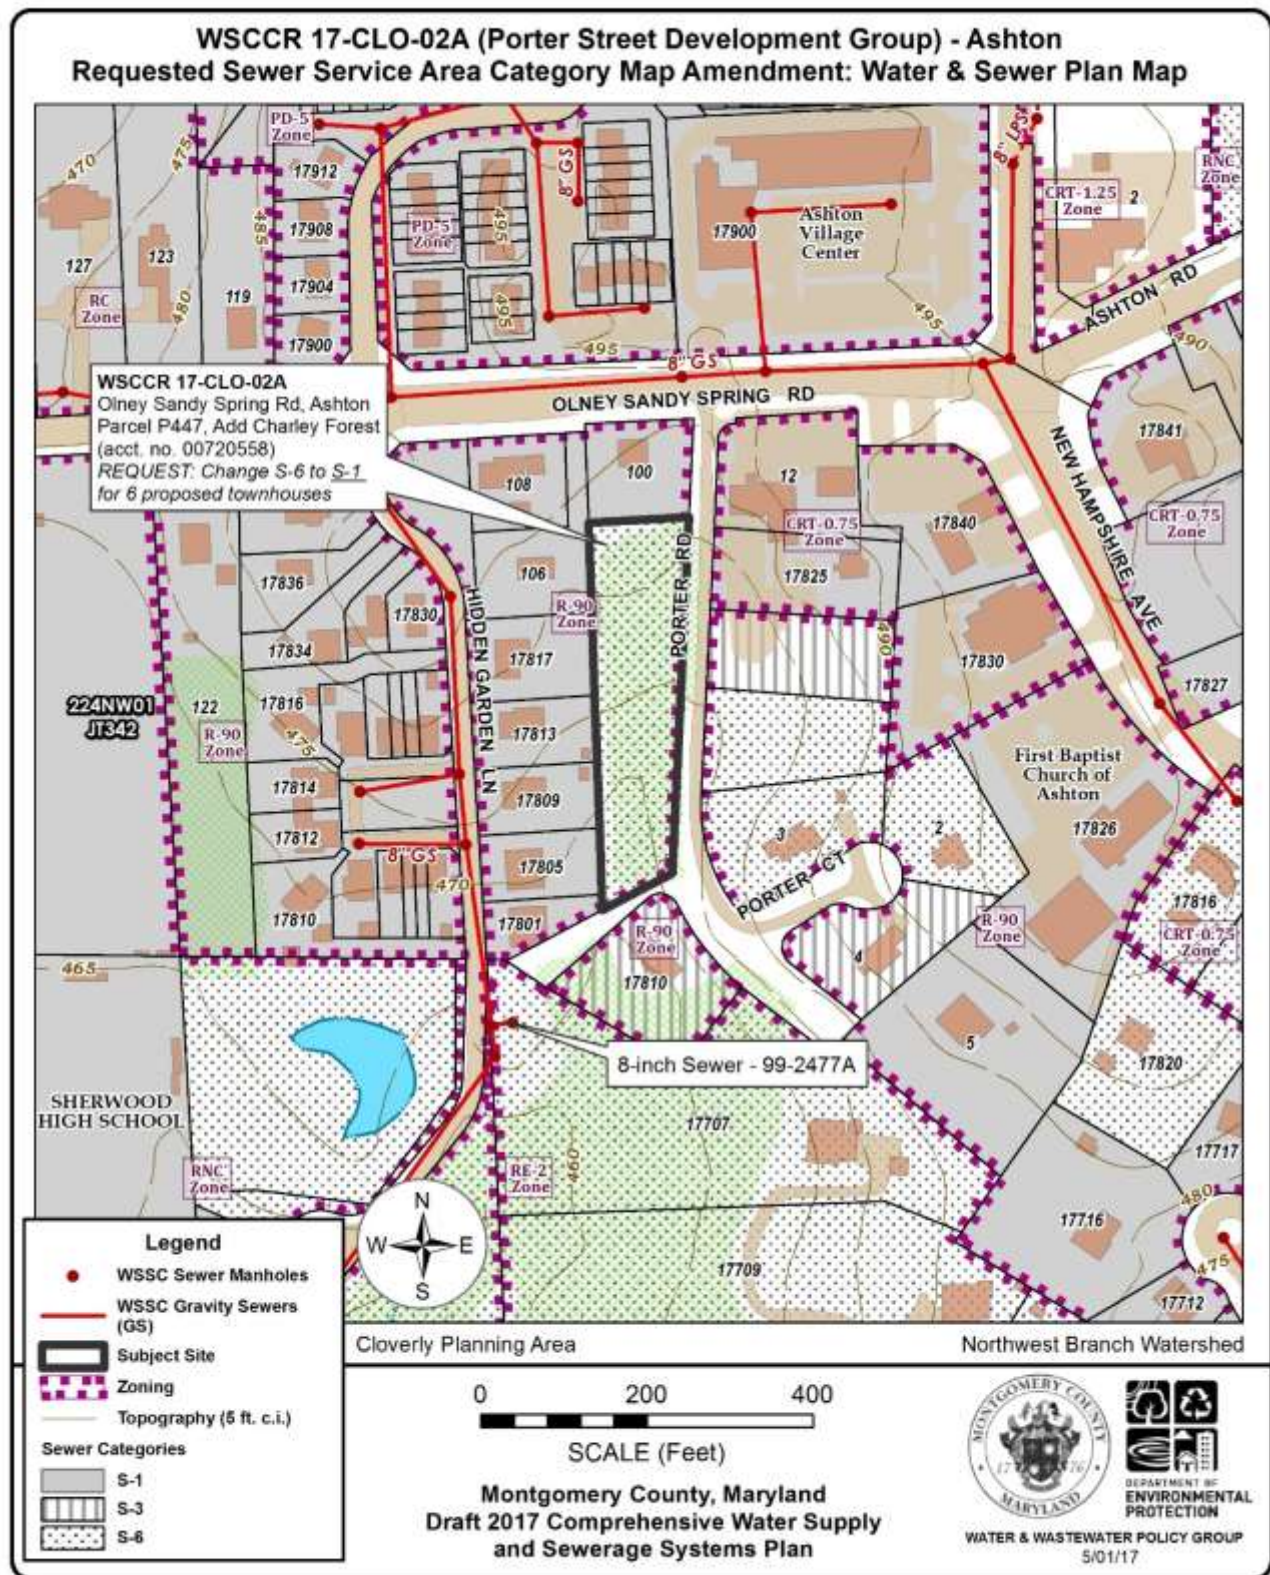 WSCCR 17-CLO-02A (Porter Street Development Group) - Ashton
Requested Sewer Service Area Category Map Amendment: Water & Sewer Plan Map
PD-5
Zone
17912
17908
17904
17900
470
475
485
480
127
123
119
RC
Zone
PD-5
Zone
495
495
495
8" GS
17900
Ashton
Village
Center
495
8" LPS
CRT-1.25
Zone
2
RNC
Zone
ASHTON RD
490
8" GS
OLNEY SANDY SPRING RD
WSCCR 17-CLO-02A
Olney Sandy Spring Rd, Ashton
Parcel P447, Add Charley Forest
(acct. no. 00720558)
REQUEST: Change S-6 to S-1
for 6 proposed townhouses
108
100
106
12
CRT-0.75
Zone
17825
17840
NEW HAMPSHIRE AVE
17841
CRT-0.75
Zone
17836
17830
17834
17816
HIDDEN GARDEN LN
R-90
Zone
PORTER RD
17817
17813
17809
17805
17801
490
17830
17827
224NW01
JT342
122
R-90
Zone
475
17814
17812
8" GS
470
17810
First Baptist
Church of
Ashton
17826
3
2
PORTER CT
4
R-90
Zone
17816
CRT-0.75
Zone
2
R-90
Zone
17810
465
5
17820
8-inch Sewer - 99-2477A
SHERWOOD
HIGH SCHOOL
17707
17717
RNC
Zone
RE-2
Zone
460
480
17716
17709
475
17712
N
W E
S
Legend
WSSC Sewer Manholes
WSSC Gravity Sewers
(GS)
Subject Site
Zoning
Topography (5 ft. c.i.)
Sewer Categories
S-1
S-3
S-6
Cloverly Planning Area
Northwest Branch Watershed
0 200 400
SCALE (Feet)
Montgomery County, Maryland
Draft 2017 Comprehensive Water Supply
and Sewerage Systems Plan
MONTGOMERY COUNTY
17 76
MARYLAND
DEPARTMENT OF
ENVIRONMENTAL
PROTECTION
WATER & WASTEWATER POLICY GROUP
5/01/17